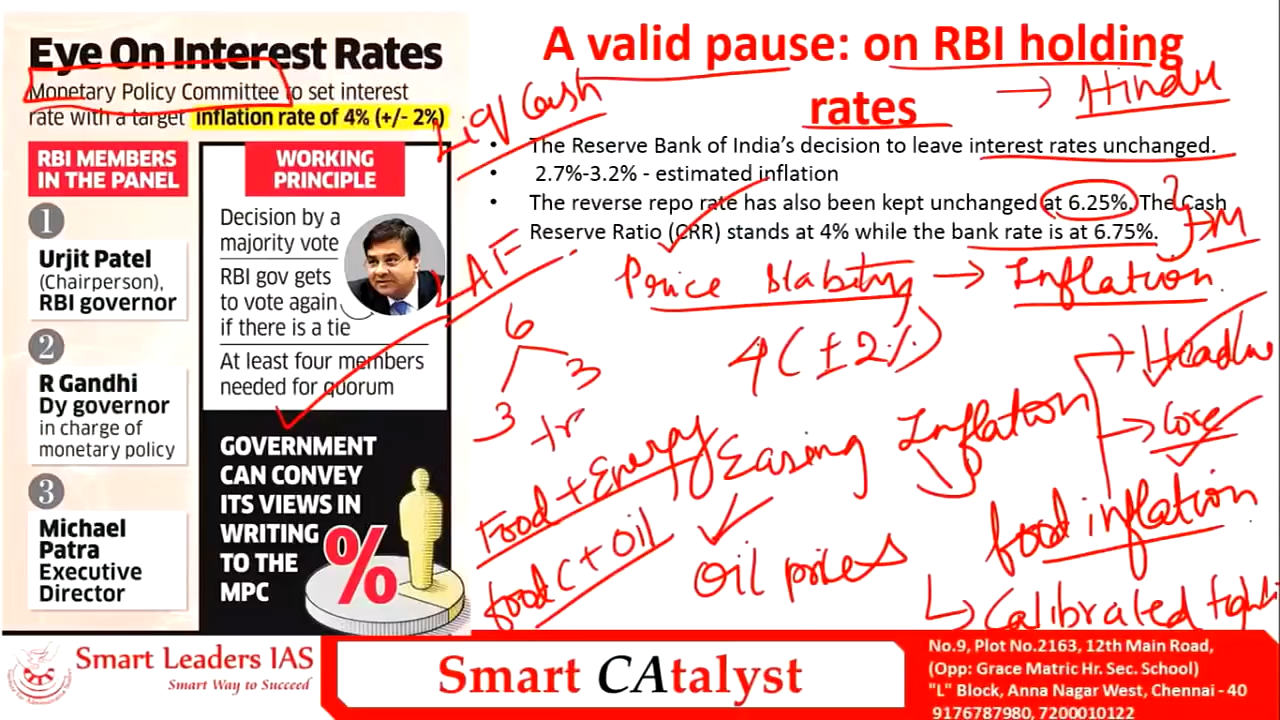 Eye On Interest Rates
Monetary Policy Committee to set interest
rate with a target inflation rate of 4% (+/- 2%)
RBI MEMBERS
IN THE PANEL
1
Urjit Patel
(Chairperson),
RBI governor
2
R Gandhi
Dy governor
in charge of
monetary policy
3
Michael
Patra
Executive
Director
WORKING
PRINCIPLE
Decision by a
majority vote
RBI gov gets
to vote again
if there is a tie
At least four members
needed for quorum
GOVERNMENT
CAN CONVEY
ITS VIEWS IN
WRITING
TO THE
MPC
%
A valid pause: on RBI holding
rates
→ Hindu
Liq/Cash
• The Reserve Bank of India’s decision to leave interest rates unchanged.
• 2.7%-3.2% - estimated inflation
• The reverse repo rate has also been kept unchanged at 6.25%. The Cash
Reserve Ratio (CRR) stands at 4% while the bank rate is at 6.75%.
LAF
Price stability → Inflation
6
3 3
4 (±2%)
Easing Inflation
→ Headline
→ Core
food inflation
Food + Energy
food C + Oil
Oil prices
Calibrated
Smart Leaders IAS
Smart Way to Succeed
Smart CAtalyst
No.9, Plot No.2163, 12th Main Road,
(Opp: Grace Matric Hr. Sec. School)
"L" Block, Anna Nagar West, Chennai - 40
9176787980, 7200010122